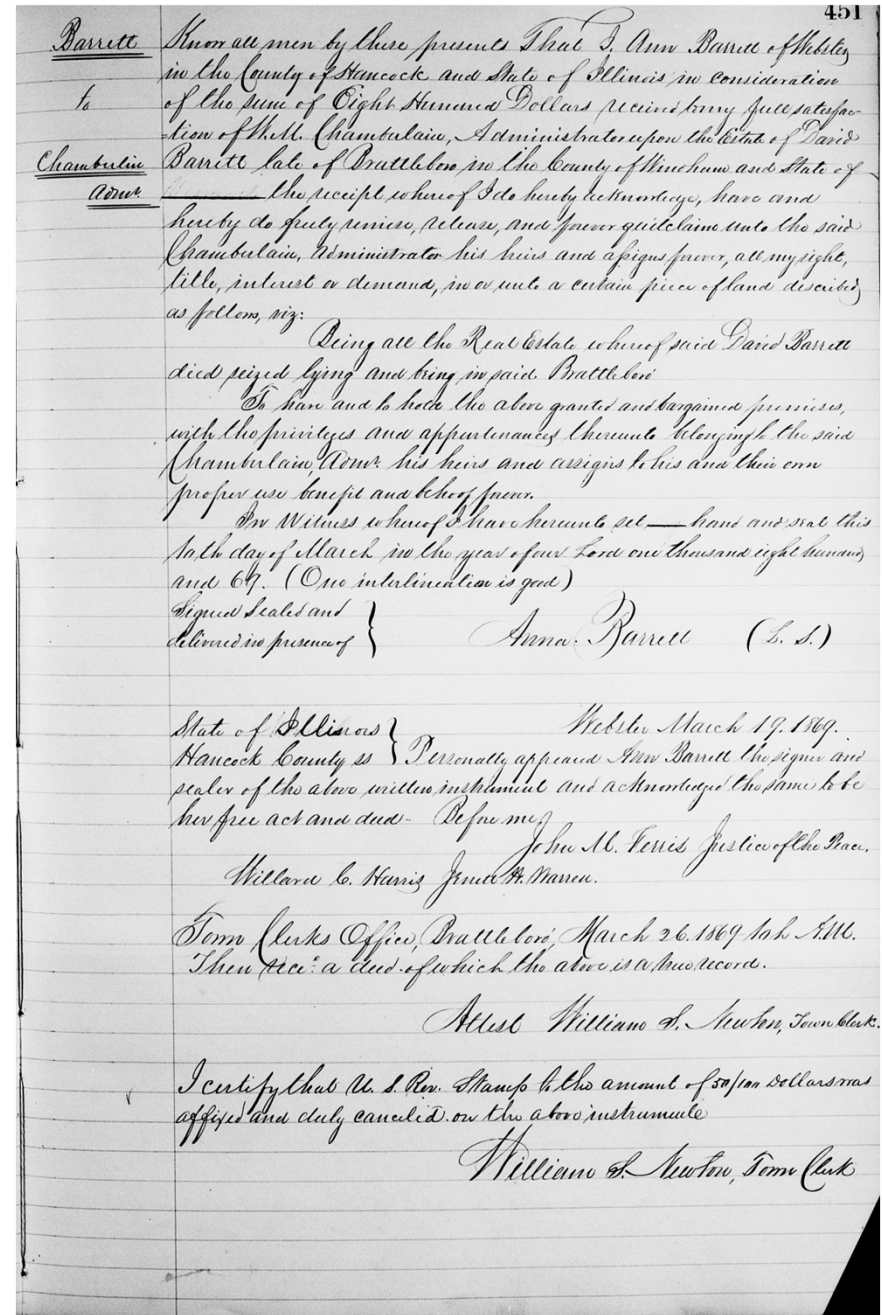 451
Barrett
to
Chamberlin
Admr.
Know all men by these presents That I, Ann Barrett of Webster
in the County of Hancock and State of Illinois in consideration
of the sum of Eight Hundred Dollars received to my full satisfac-
-tion of W.M. Chamberlain, Administrator upon the Estate of David
Barrett late of Brattleboro in the County of Windham and State of
the receipt whereof I do hereby acknowledge, have and
hereby do freely remise, release, and forever quitclaim unto the said
Chamberlain, Administrator his heirs and assigns forever, all my right,
title, interest or demand, in or unto a certain piece of land described
as follows, viz:
Being all the Real Estate whereof said David Barrett
died seized lying and being in said Brattleboro
To have and to hold the above granted and bargained premises,
with the privileges and appurtenances thereunto belonging to the said
Chamberlain, Admr. his heirs and assigns to his and their own
proper use benefit and behoof forever.
In Witness whereof I have hereunto set — hand and seal this
day of March in the year of our Lord one thousand eight hundred
and 69. (One interlineation is good)
Signed Sealed and
delivered in presence of } Anna Barrett (L. S.)
State of Illinois } Webster March 19. 1869.
Hancock County ss } Personally appeared Ann Barrett the signer and
sealer of the above written instrument and acknowledged the same to be
her free act and deed - Before me,
John M. Ferris Justice of the Peace.
Willard C. Harris H. Warren.
Town Clerks Office, Brattleboro, March 26. 1869 A.M.
Then recd. a deed of which the above is a true record.
Attest William S. Newton, Town Clerk.
I certify that U. S. Rev. Stamp to the amount of 50/100 Dollars was
affixed and duly canceled on the above instrument
William S. Newton, Town Clerk